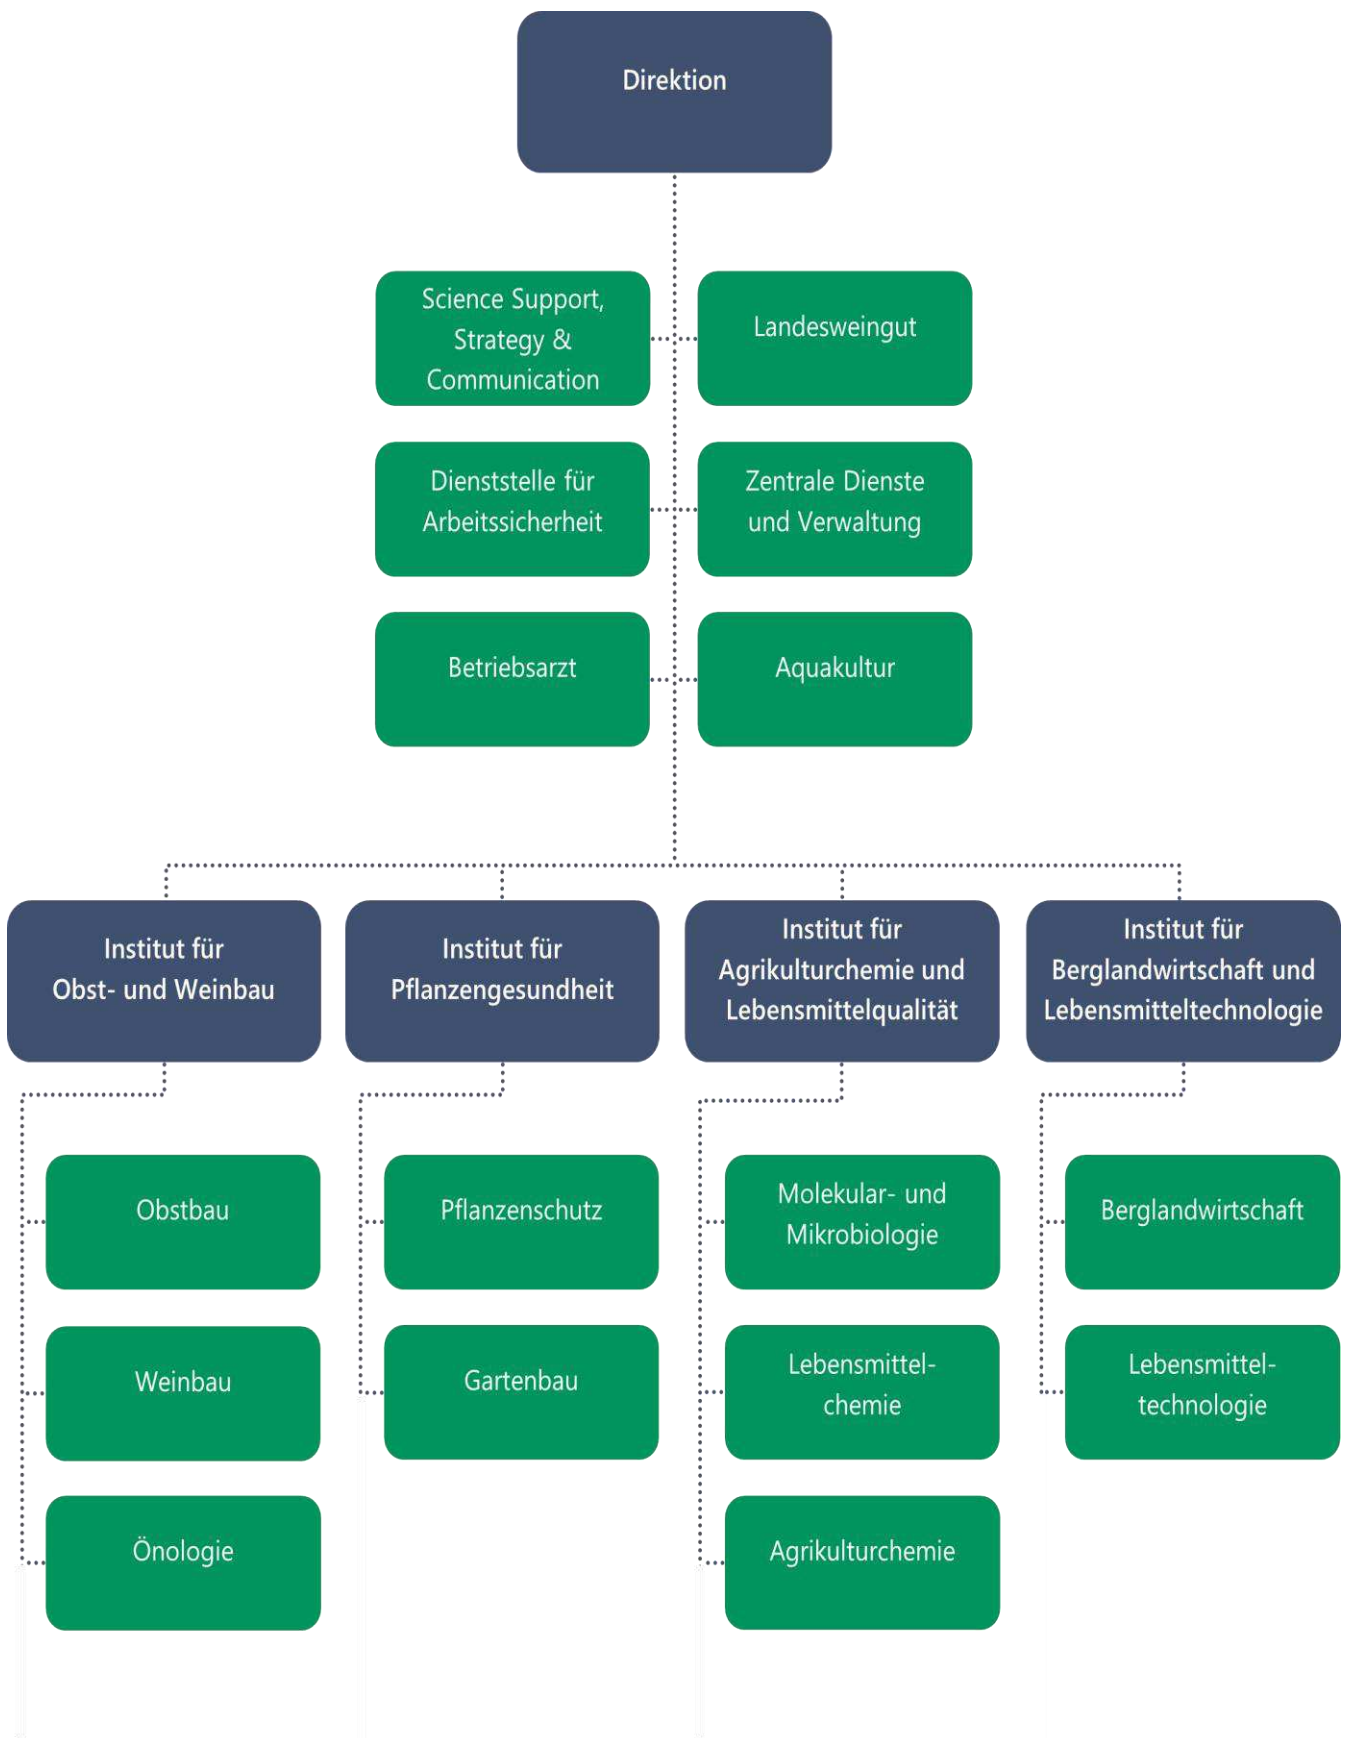 Direktion
Science Support,
Strategy &
Communication
Landesweingut
Dienststelle für
Arbeitssicherheit
Zentrale Dienste
und Verwaltung
Betriebsarzt
Aquakultur
Institut für
Obst- und Weinbau
Institut für
Pflanzengesundheit
Institut für
Agrikulturchemie und
Lebensmittelqualität
Institut für
Berglandwirtschaft und
Lebensmitteltechnologie
Obstbau
Pflanzenschutz
Molekular- und
Mikrobiologie
Berglandwirtschaft
Weinbau
Gartenbau
Lebensmittel-
chemie
Lebensmittel-
technologie
Önologie
Agrikulturchemie